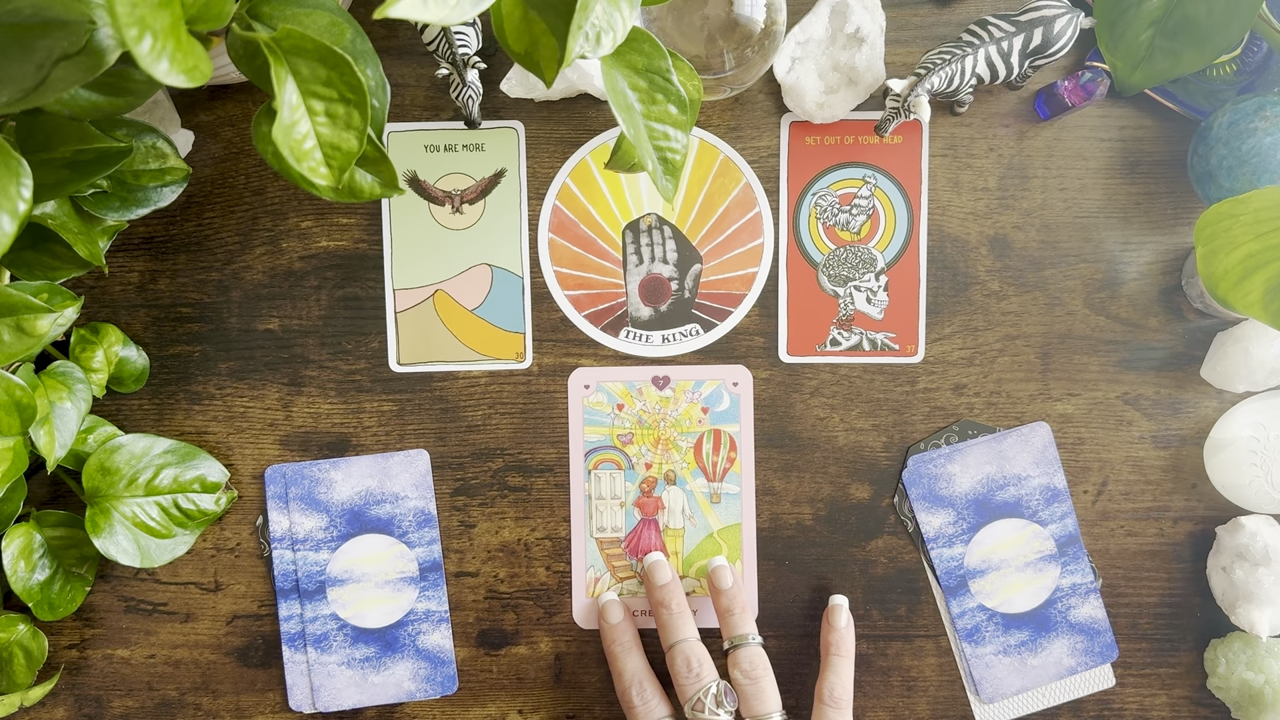 YOU ARE MORE
30
THE KING
GET OUT OF YOUR HEAD
37
7